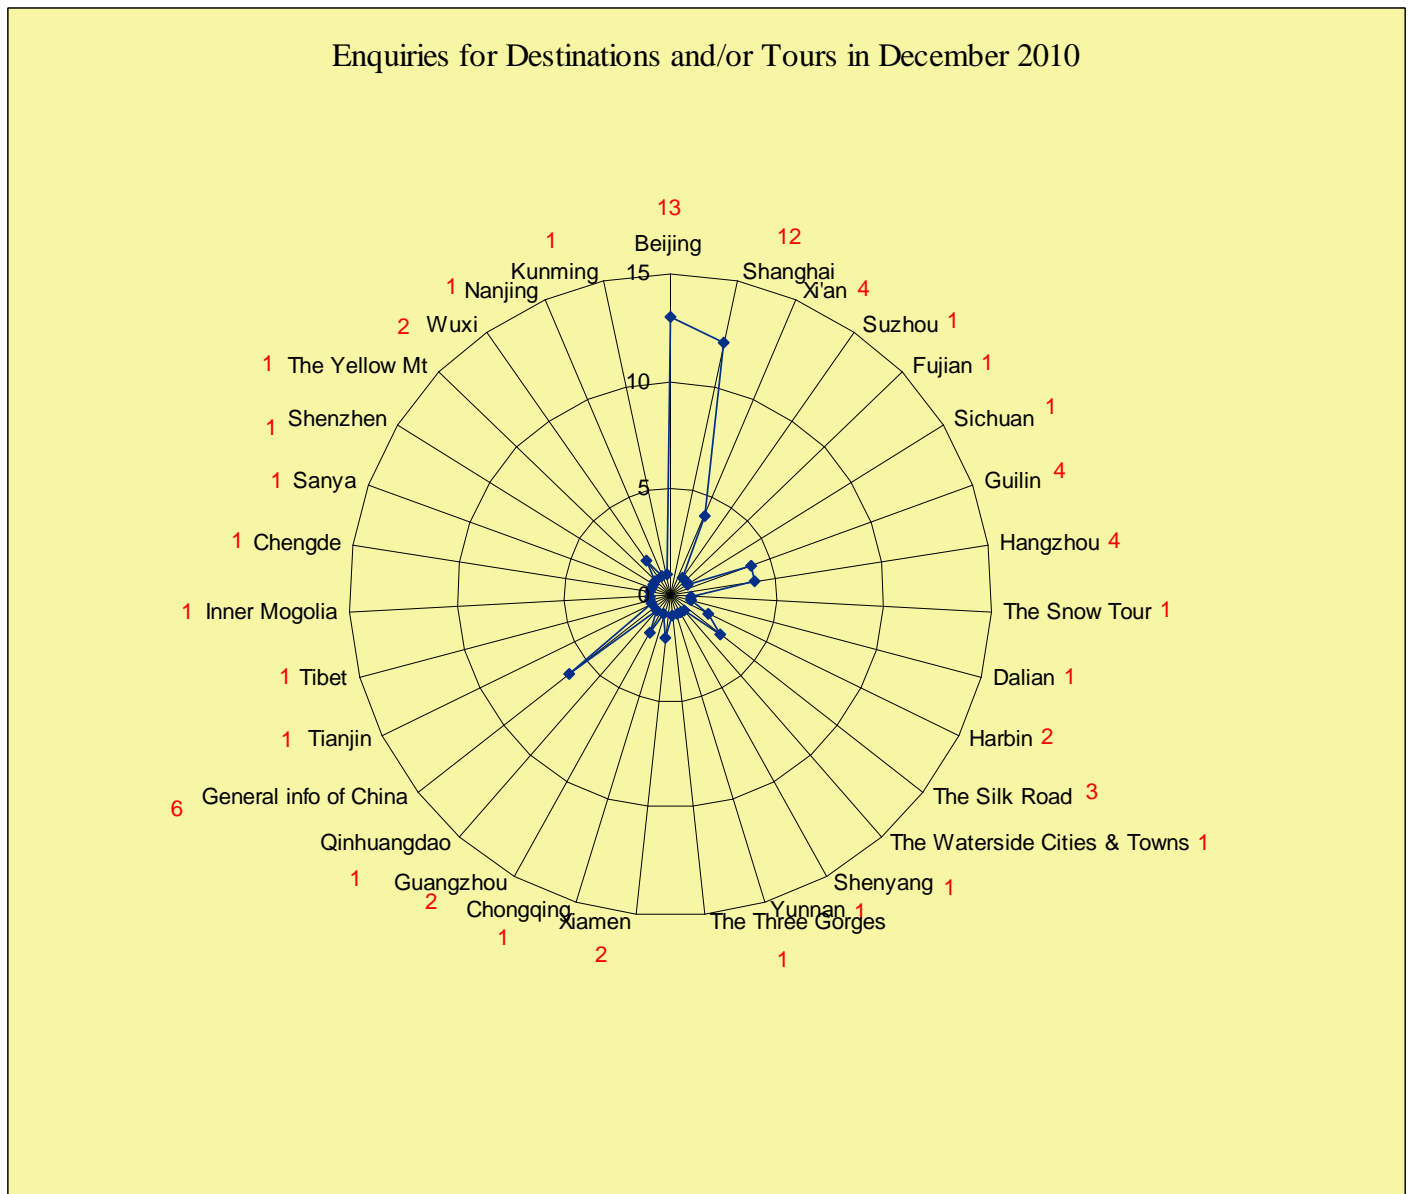 Enquiries for Destinations and/or Tours in December 2010
13
Beijing
12
Shanghai
Xi'an 4
Suzhou 1
Fujian 1
Sichuan 1
Guilin 4
Hangzhou 4
The Snow Tour 1
Dalian 1
Harbin 2
The Silk Road 3
The Waterside Cities & Towns 1
Shenyang 1
Yunnan 1
The Three Gorges
1
Xiamen
2
Chongqing
1
Guangzhou
2
Qinhuangdao
1
General info of China
6
1 Tianjin
1 Tibet
1 Inner Mogolia
1 Chengde
1 Sanya
1 Shenzhen
1 The Yellow Mt
2 Wuxi
1 Nanjing
1
Kunming
15
10
5
0